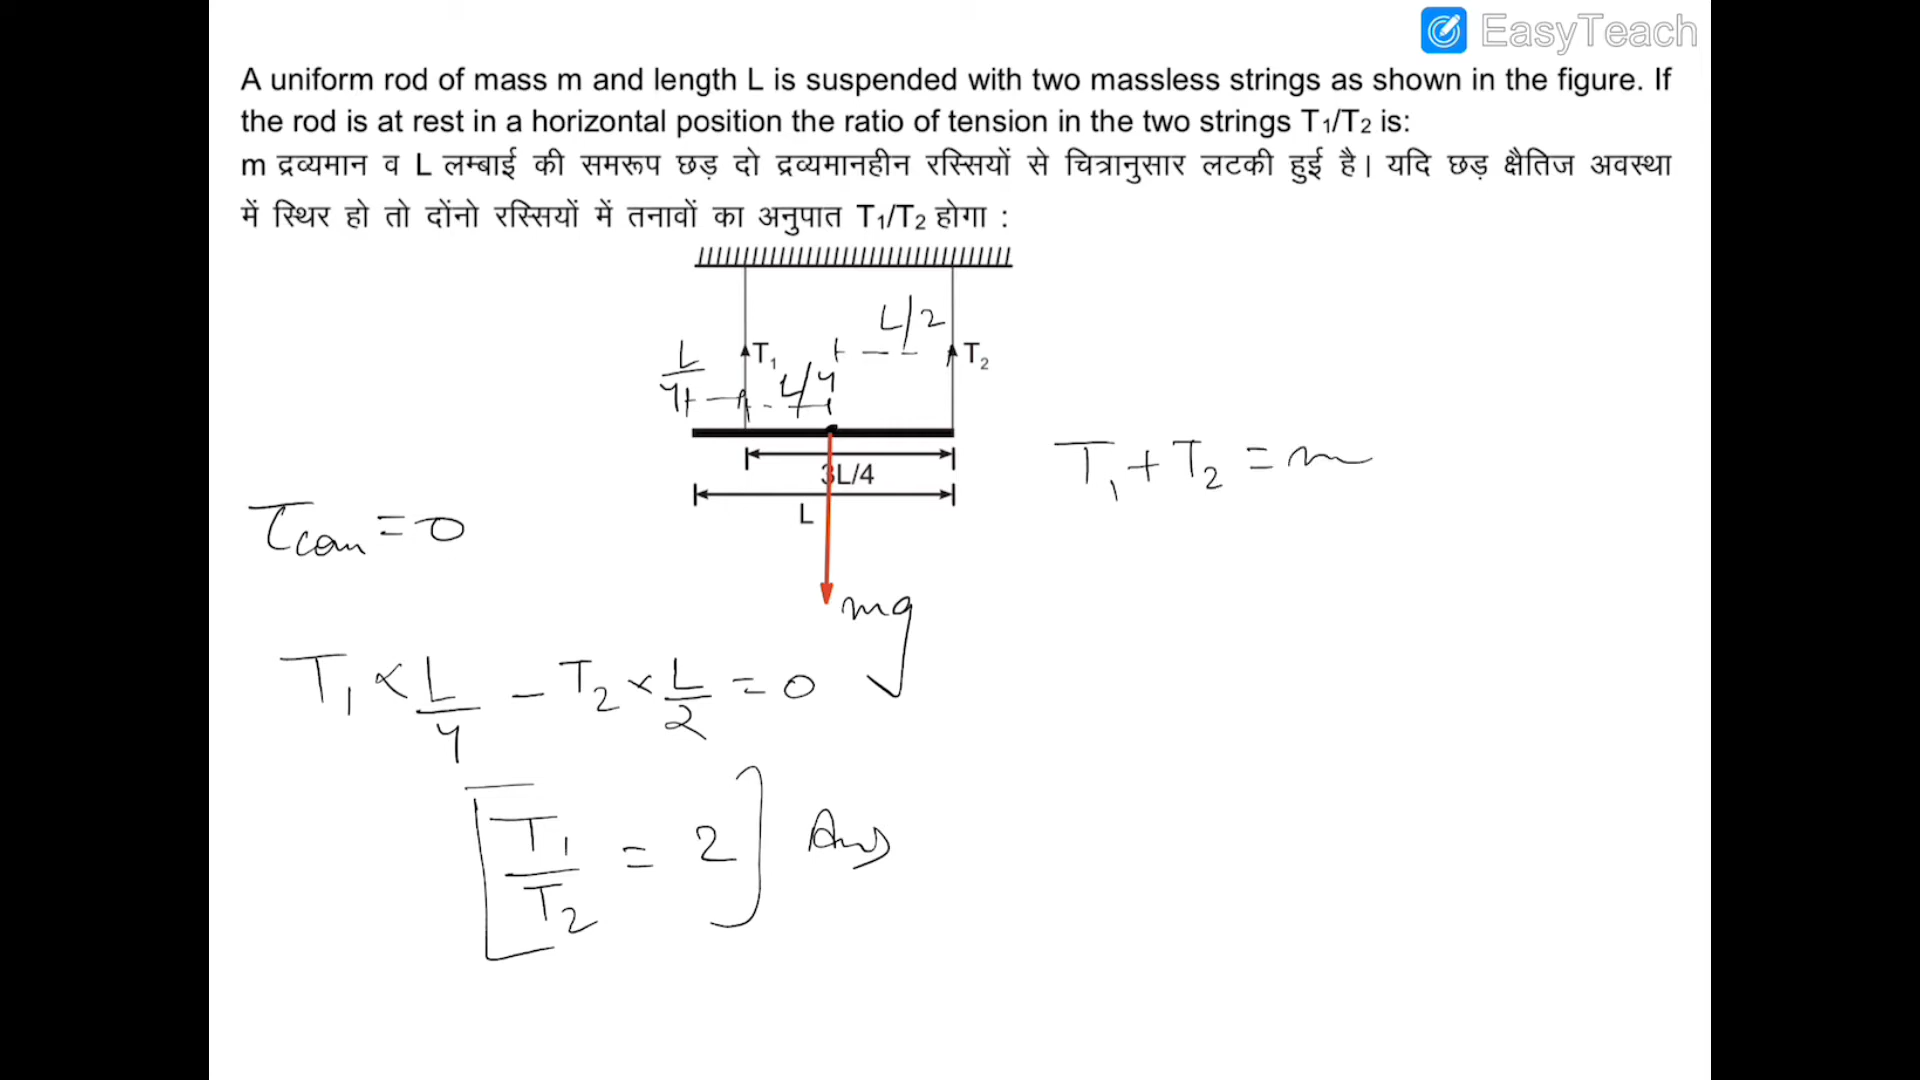 EasyTeach
A uniform rod of mass m and length L is suspended with two massless strings as shown in the figure. If
the rod is at rest in a horizontal position the ratio of tension in the two strings T1/T2 is:
m द्रव्यमान व L लम्बाई की समरूप छड़ दो द्रव्यमानहीन रस्सियों से चित्रानुसार लटकी हुई है। यदि छड़ क्षैतिज अवस्था
में स्थिर हो तो दोंनो रस्सियों में तनावों का अनुपात T1/T2 होगा :
L/2
T1
T2
L/4
L/4
3L/4
L
T1 + T2 = m
τcom = 0
mg
T1 × L/4 - T2 × L/2 = 0
[T1/T2 = 2] Ans